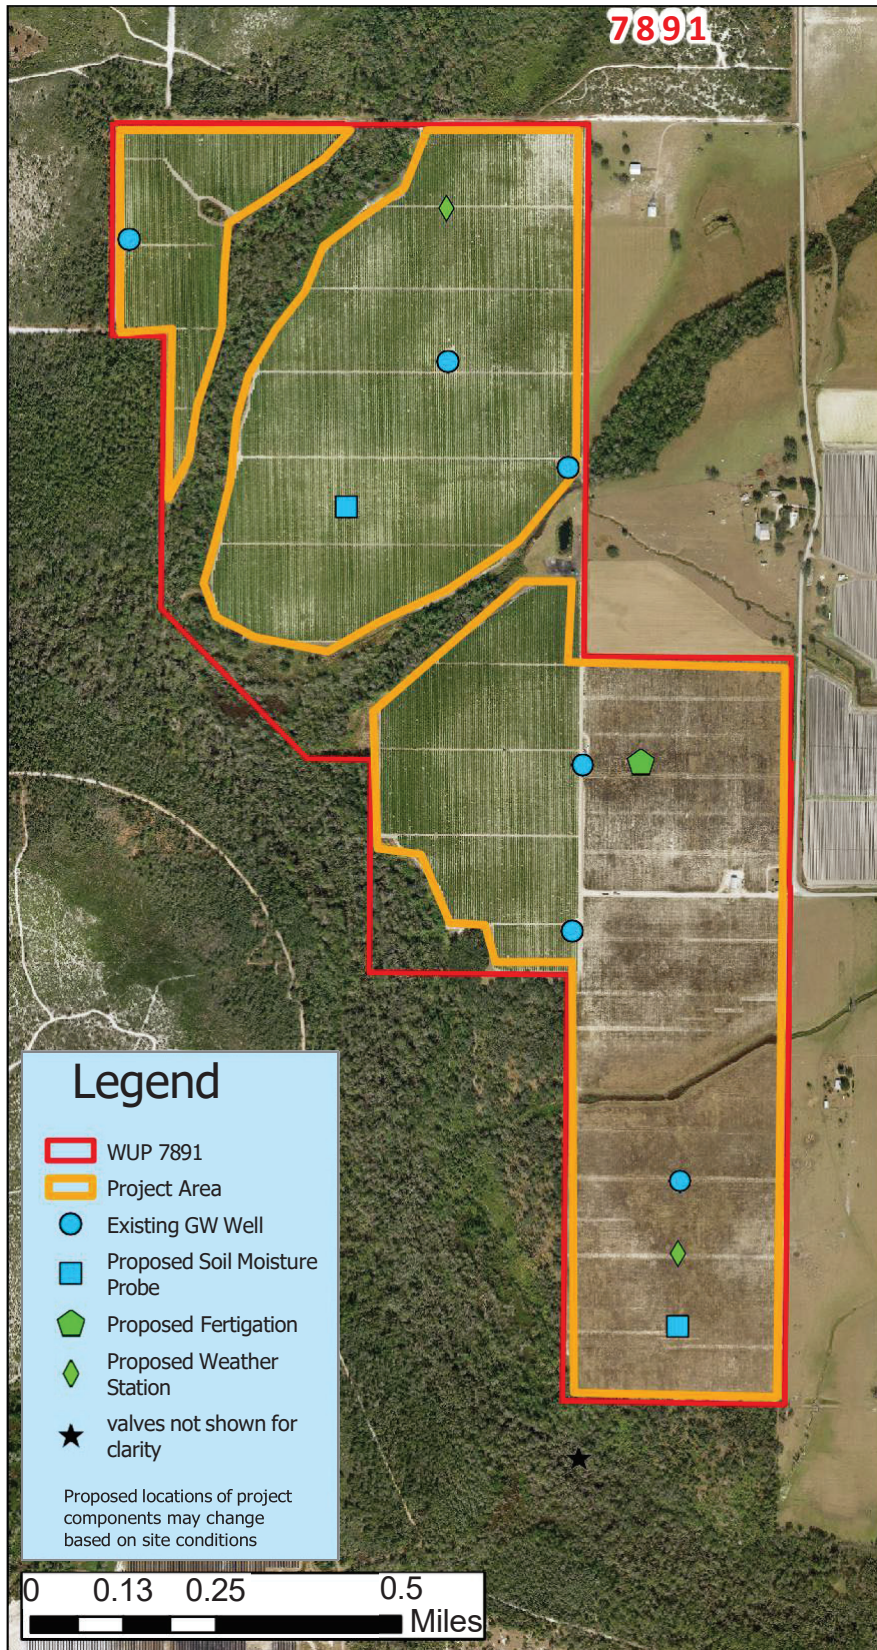 7891
Legend
WUP 7891
Project Area
Existing GW Well
Proposed Soil Moisture
Probe
Proposed Fertigation
Proposed Weather
Station
valves not shown for
clarity
Proposed locations of project
components may change
based on site conditions
0 0.13 0.25 0.5
Miles